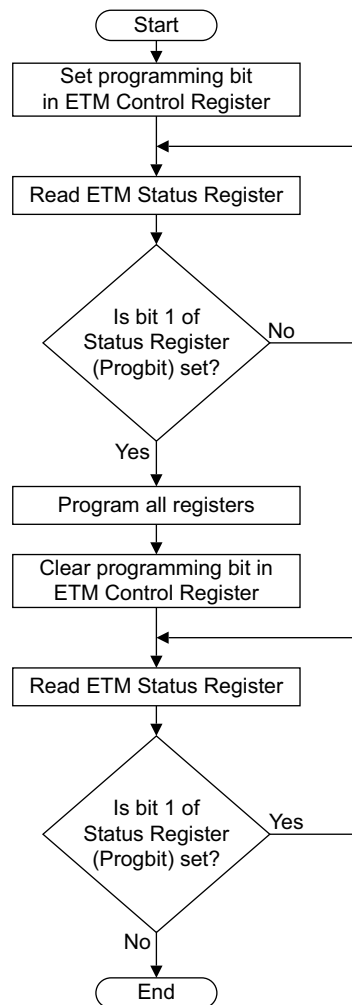 Start
Set programming bit
in ETM Control Register
Read ETM Status Register
Is bit 1 of
Status Register
(Progbit) set?
No
Yes
Program all registers
Clear programming bit in
ETM Control Register
Read ETM Status Register
Is bit 1 of
Status Register
(Progbit) set?
Yes
No
End